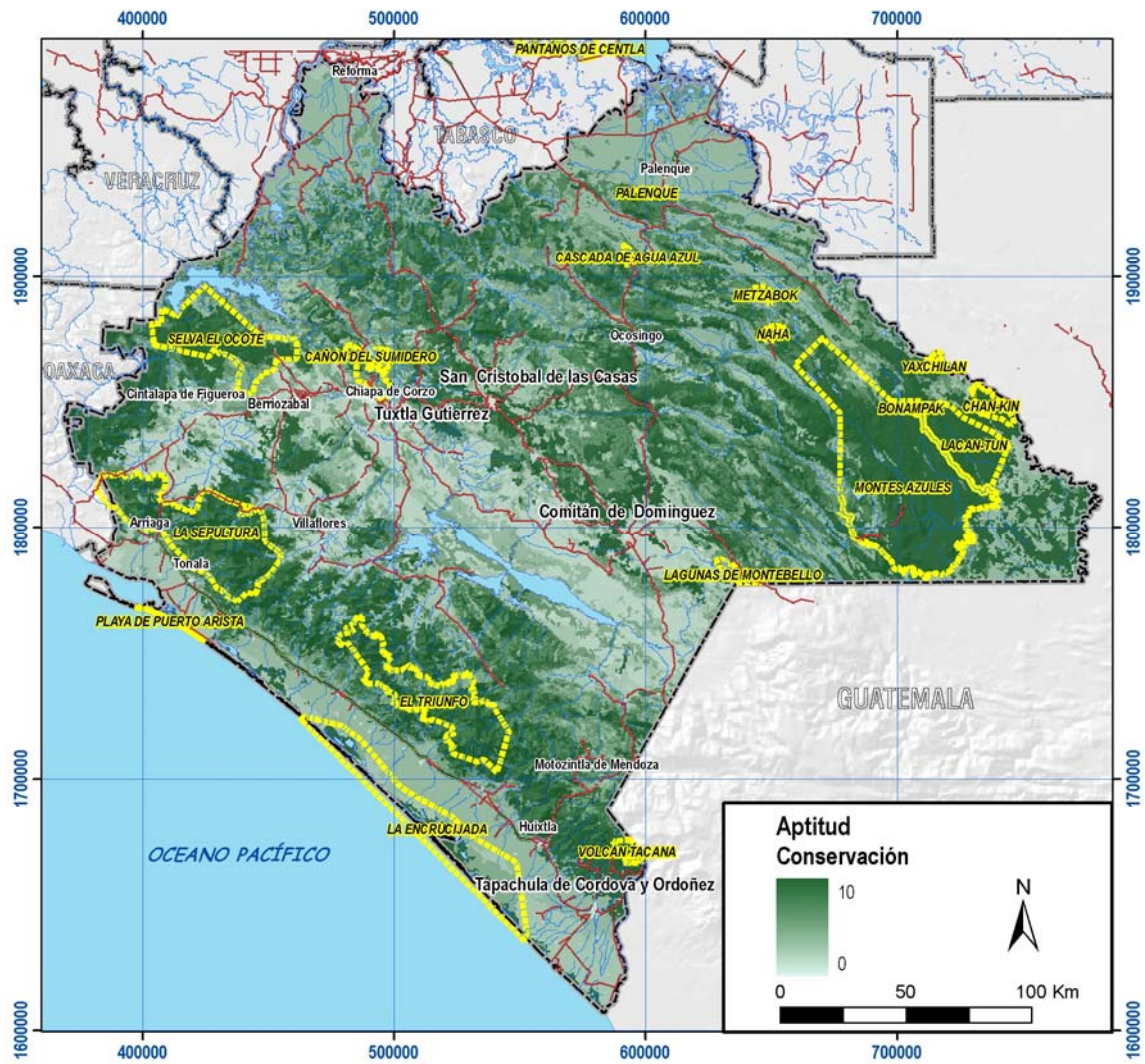 400000
500000
600000
700000
PANTANOS DE CENTLA
Reforma
TABASCO
VERACRUZ
Palenque
PALENQUE
CASCADA DE AGUA AZUL
1900000
1900000
METZABOK
SELVA EL OCOTE
NAHA
Ocosingo
OAXACA
CAÑON DEL SUMIDERO
YAXCHILAN
San Cristobal de las Casas
Cintalapa de Figueroa
Chiapa de Corzo
Berriozábal
Tuxtla Gutierrez
BONAMPAK
CHAN-KIN
LACAN-TUN
MONTES AZULES
Comitán de Domínguez
Arriaga
LA SEPULTURA
Villaflores
1800000
1800000
Tonala
LAGUNAS DE MONTEBELLO
PLAYA DE PUERTO ARISTA
EL TRIUNFO
GUATEMALA
Motozintla de Mendoza
1700000
1700000
LA ENCRUCIJADA
Huixtla
OCEANO PACÍFICO
VOLCAN TACANA
Tapachula de Cordova y Ordoñez
Aptitud
Conservación
10
0
N
0 50 100 Km
1600000
1600000
400000
500000
600000
700000